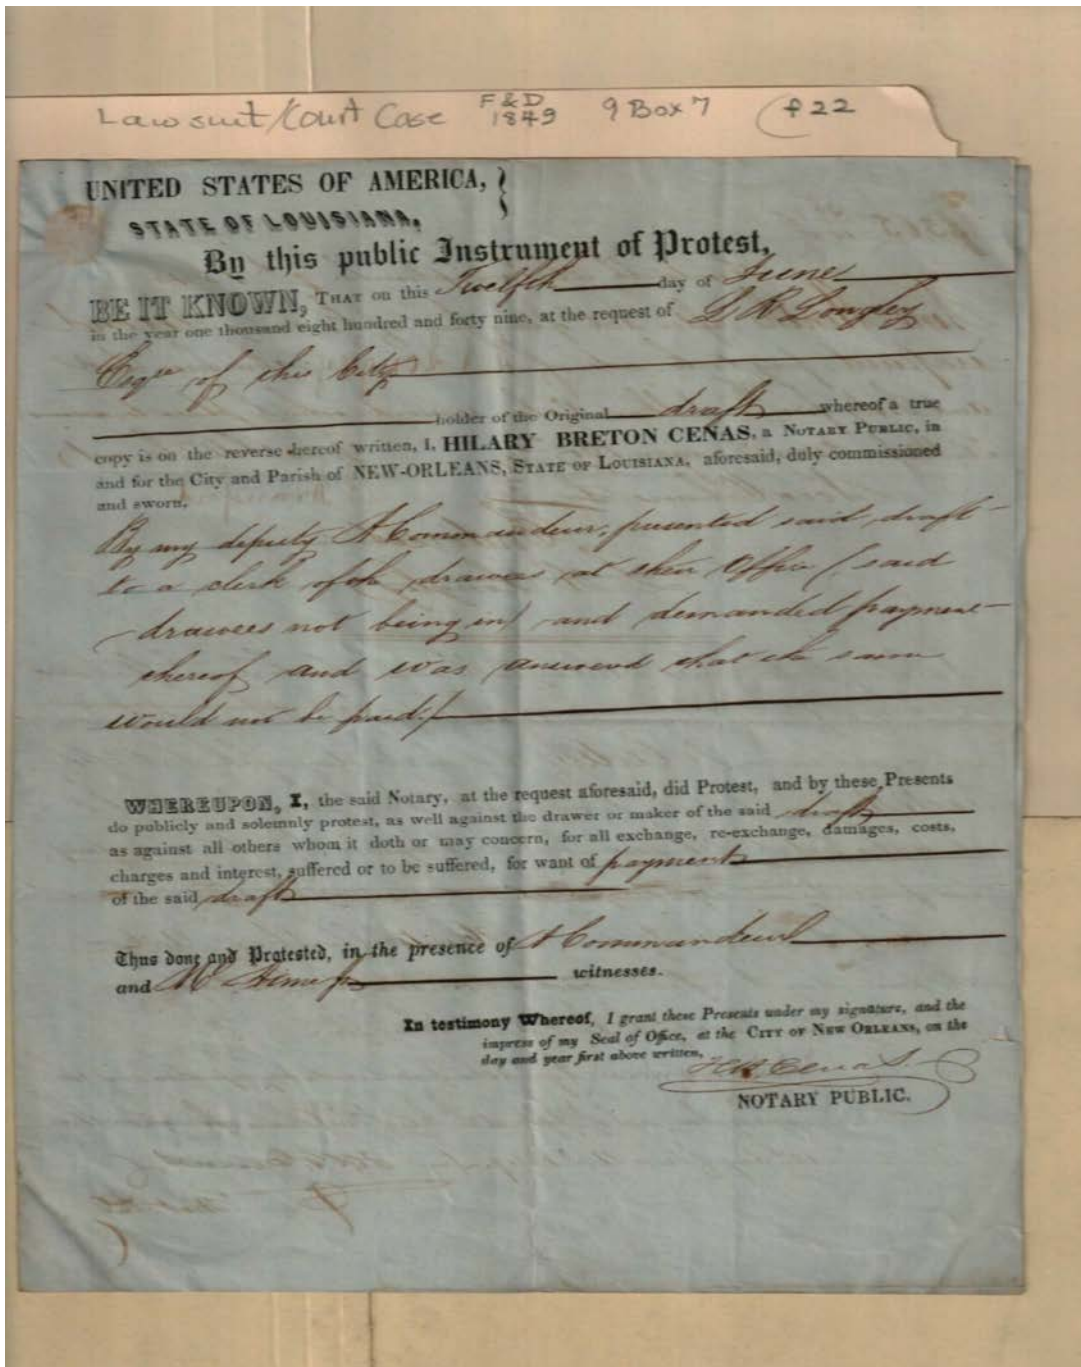 Lawsuit/Court Case F&D 1849 9 Box 7 f22
UNITED STATES OF AMERICA,
STATE OF LOUISIANA,
By this public Instrument of Protest,
BE IT KNOWN, THAT on this Twelfth day of June
in the year one thousand eight hundred and forty nine, at the request of L R Longley
Esqre of this City
holder of the Original draft whereof a true
copy is on the reverse hereof written, I, HILARY BRETON CENAS, a NOTARY PUBLIC, in
and for the City and Parish of NEW-ORLEANS, STATE OF LOUISIANA, aforesaid, duly commissioned
and sworn,
By my deputy A Commandeur, presented said draft
to a clerk of the drawees at their Office (said
drawees not being in) and demanded payment
thereof and was answered that the same
would not be paid.
WHEREUPON, I, the said Notary, at the request aforesaid, did Protest, and by these Presents
do publicly and solemnly protest, as well against the drawer or maker of the said draft
as against all others whom it doth or may concern, for all exchange, re-exchange, damages, costs,
charges and interest, suffered or to be suffered, for want of payment
of the said draft
Thus done and Protested, in the presence of A Commandeur
and witnesses.
In testimony Whereof, I grant these Presents under my signature, and the
impress of my Seal of Office, at the CITY OF NEW ORLEANS, on the
day and year first above written,
H B Cenas
NOTARY PUBLIC.